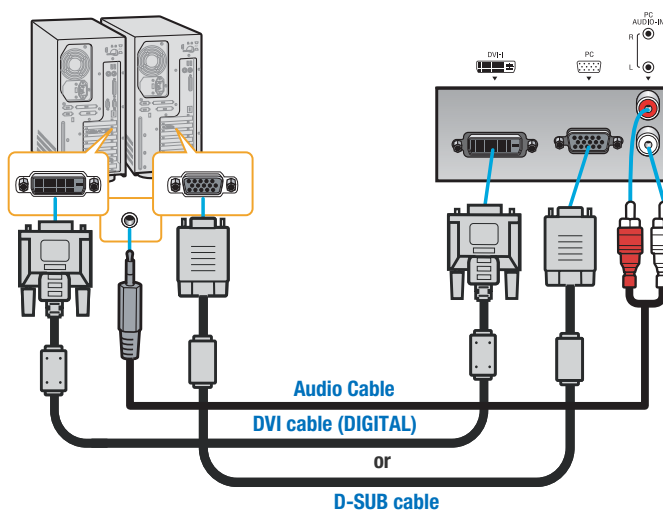 PC
AUDIO-IN
R
L
DVI-I
PC
Audio Cable
DVI cable (DIGITAL)
or
D-SUB cable